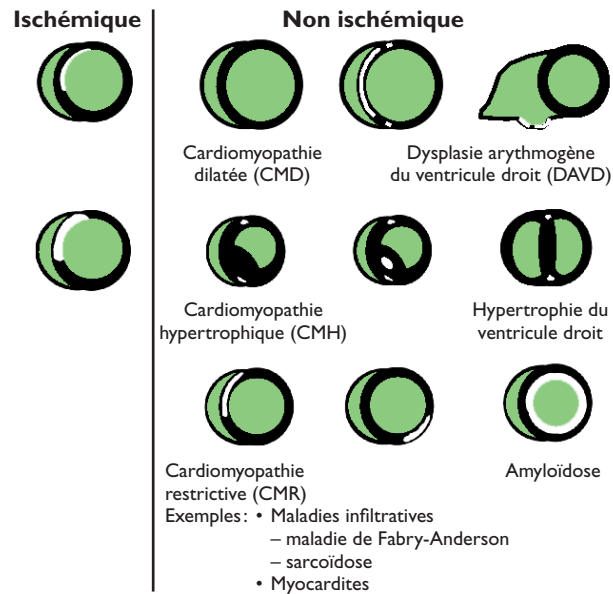 Ischémique
Non ischémique
Cardiomyopathie
dilatée (CMD)
Dysplasie arythmogène
du ventricule droit (DAVD)
Cardiomyopathie
hypertrophique (CMH)
Hypertrophie du
ventricule droit
Cardiomyopathie
restrictive (CMR)
Exemples : • Maladies infiltratives
– maladie de Fabry-Anderson
– sarcoïdose
• Myocardites
Amyloïdose